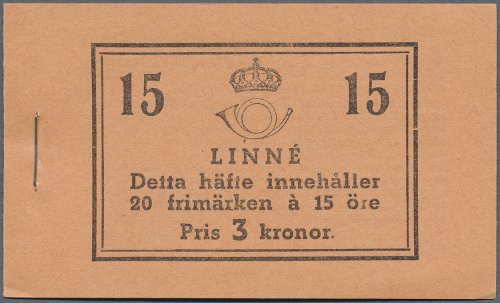 15 15
LINNÉ
Detta häfte innehåller
20 frimärken à 15 öre
Pris 3 kronor.